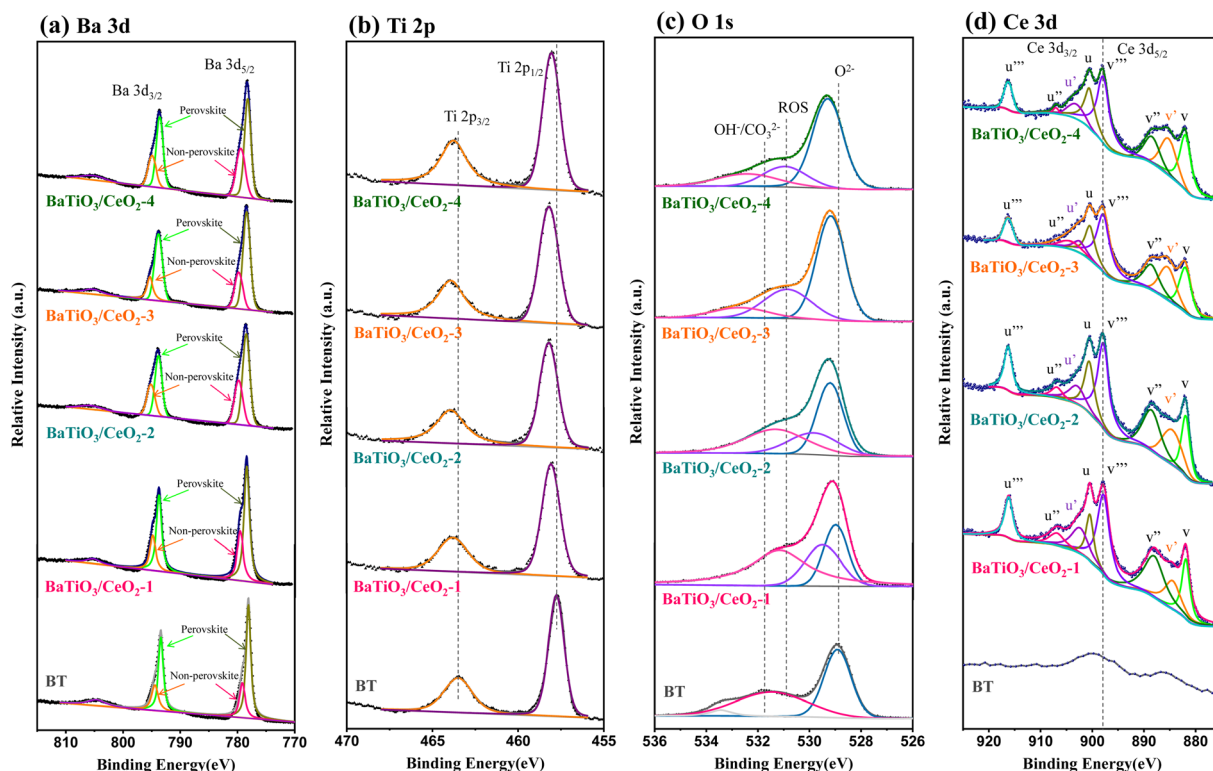 (a) Ba 3d
Ba 3d₅/₂
Ba 3d₃/₂
Perovskite
Non-perovskite
BaTiO₃/CeO₂-4
Perovskite
Non-perovskite
BaTiO₃/CeO₂-3
Perovskite
Non-perovskite
BaTiO₃/CeO₂-2
Perovskite
Non-perovskite
BaTiO₃/CeO₂-1
Perovskite
Non-perovskite
BT
Relative Intensity (a.u.)
810 800 790 780 770
Binding Energy(eV)
(b) Ti 2p
Ti 2p₁/₂
Ti 2p₃/₂
BaTiO₃/CeO₂-4
BaTiO₃/CeO₂-3
BaTiO₃/CeO₂-2
BaTiO₃/CeO₂-1
BT
Relative Intensity (a.u.)
470 465 460 455
Binding Energy(eV)
(c) O 1s
O²⁻
ROS
OH⁻/CO₃²⁻
BaTiO₃/CeO₂-4
BaTiO₃/CeO₂-3
BaTiO₃/CeO₂-2
BaTiO₃/CeO₂-1
BT
Relative Intensity (a.u.)
536 534 532 530 528 526
Binding Energy(eV)
(d) Ce 3d
Ce 3d₃/₂ Ce 3d₅/₂
u''' u'' u' u v''' v'' v' v
BaTiO₃/CeO₂-4
u''' u'' u' u v''' v'' v' v
BaTiO₃/CeO₂-3
u''' u'' u' u v''' v'' v' v
BaTiO₃/CeO₂-2
u''' u'' u' u v''' v'' v' v
BaTiO₃/CeO₂-1
BT
Relative Intensity (a.u.)
920 910 900 890 880
Binding Energy(eV)